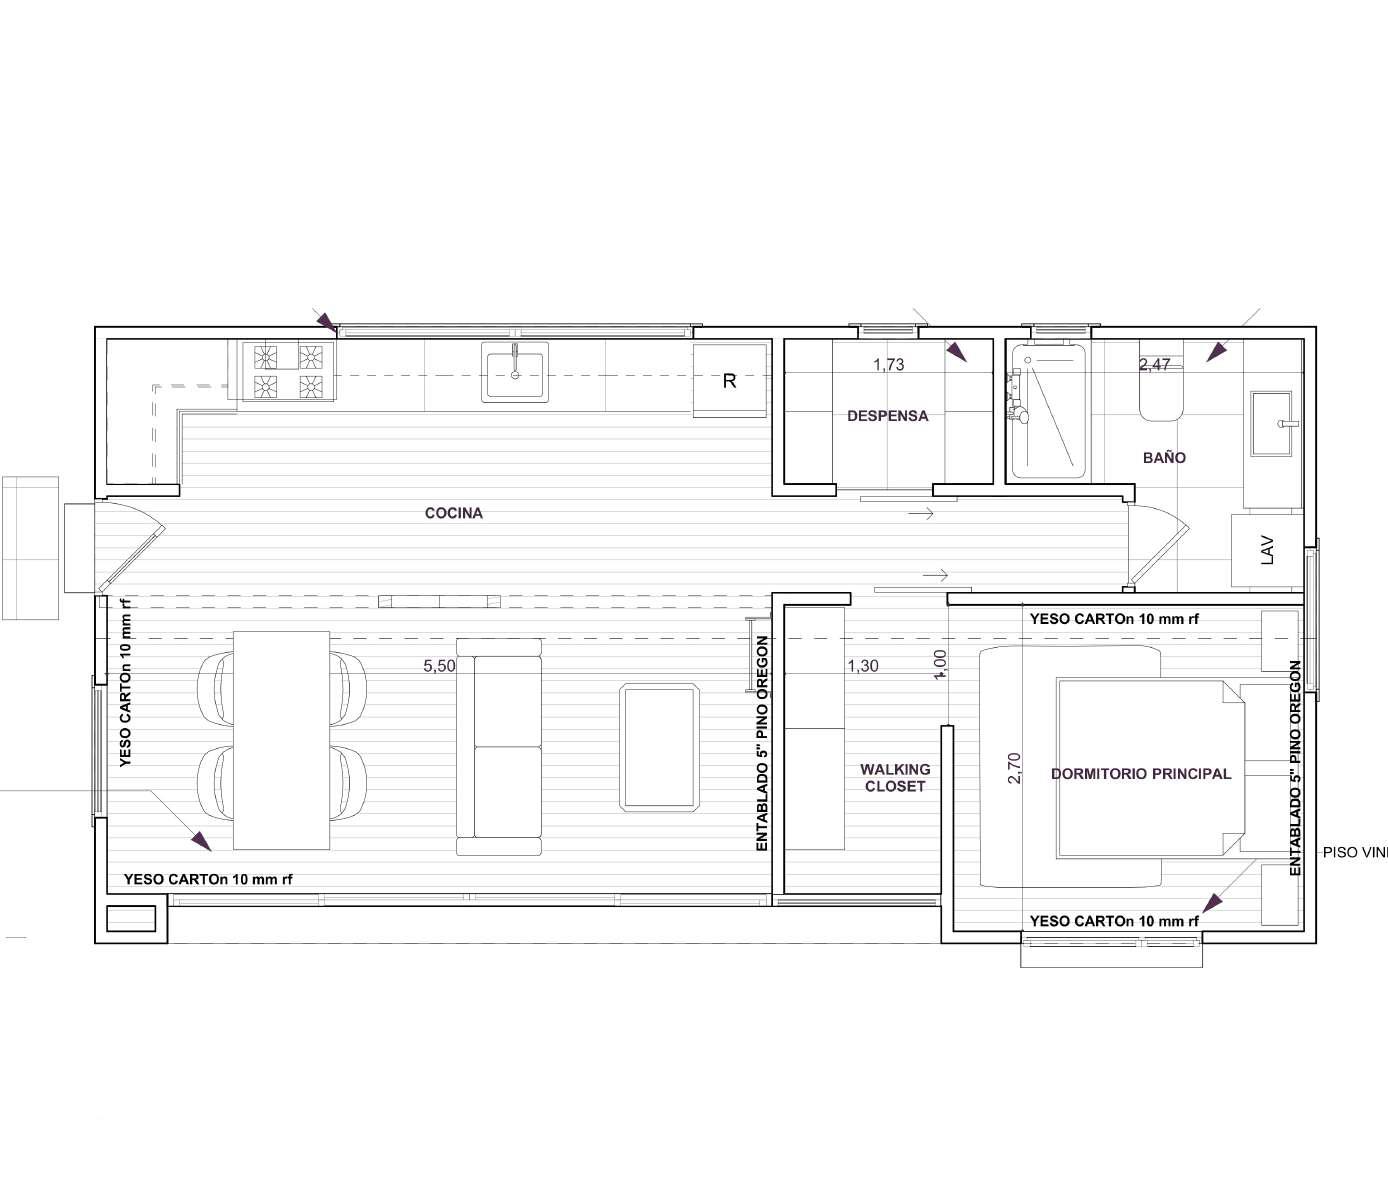 1,73
2,47
R
DESPENSA
BAÑO
COCINA
LAV
YESO CARTOn 10 mm rf
YESO CARTOn 10 mm rf
5,50
ENTABLADO 5" PINO OREGON
1,30
1,00
WALKING
CLOSET
2,70
DORMITORIO PRINCIPAL
ENTABLADO 5" PINO OREGON
PISO VINI
YESO CARTOn 10 mm rf
YESO CARTOn 10 mm rf